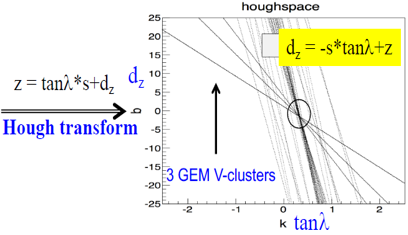 houghspace
z = tanλ*s+dz
Hough transform
dz
b
25
20
15
10
5
0
-5
-10
-15
-20
-25
dz = -s*tanλ+z
3 GEM V-clusters
-2
-1
0
1
2
k tanλ